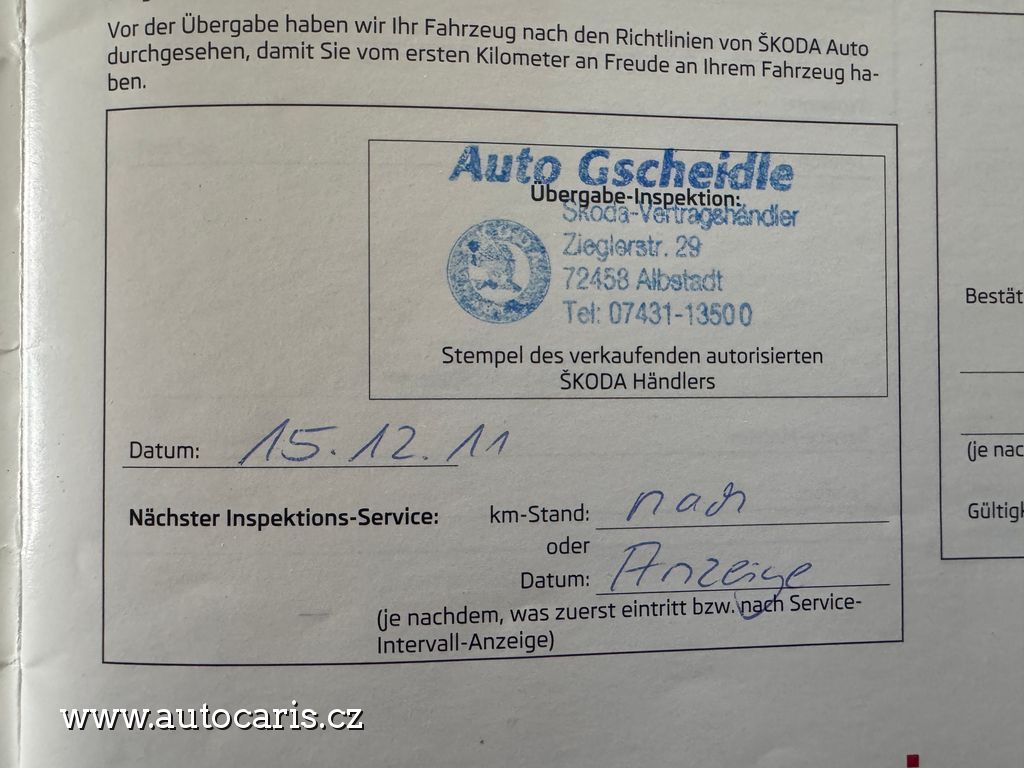 Vor der Übergabe haben wir Ihr Fahrzeug nach den Richtlinien von ŠKODA Auto
durchgesehen, damit Sie vom ersten Kilometer an Freude an Ihrem Fahrzeug ha-
ben.
Auto Gscheidle
Übergabe-Inspektion:
Skoda-Vertragshändler
Zieglerstr. 29
72458 Albstadt
Tel: 07431-13500
Stempel des verkaufenden autorisierten
ŠKODA Händlers
Datum: 15.12.11
Nächster Inspektions-Service: km-Stand: nach
oder
Datum: Anzeige
(je nachdem, was zuerst eintritt bzw. nach Service-
Intervall-Anzeige)
Bestät
(je nac
Gültigk
www.autocaris.cz